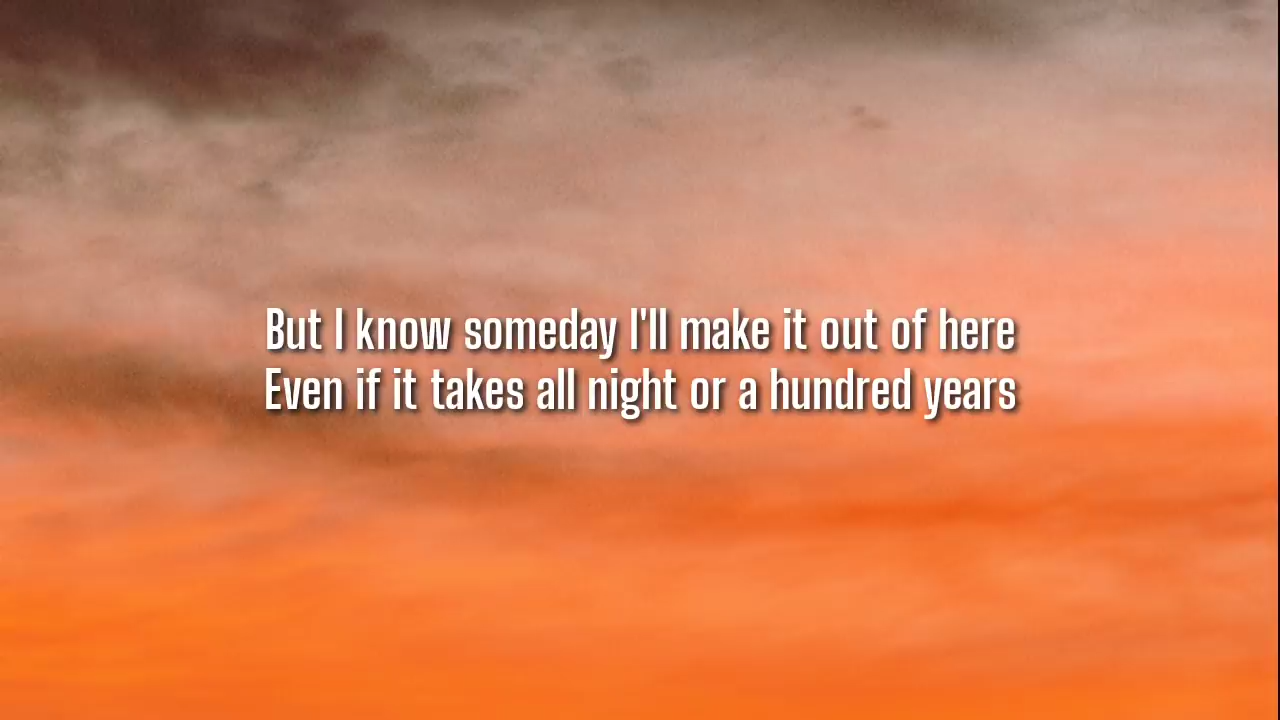 But I know someday I'll make it out of here
Even if it takes all night or a hundred years